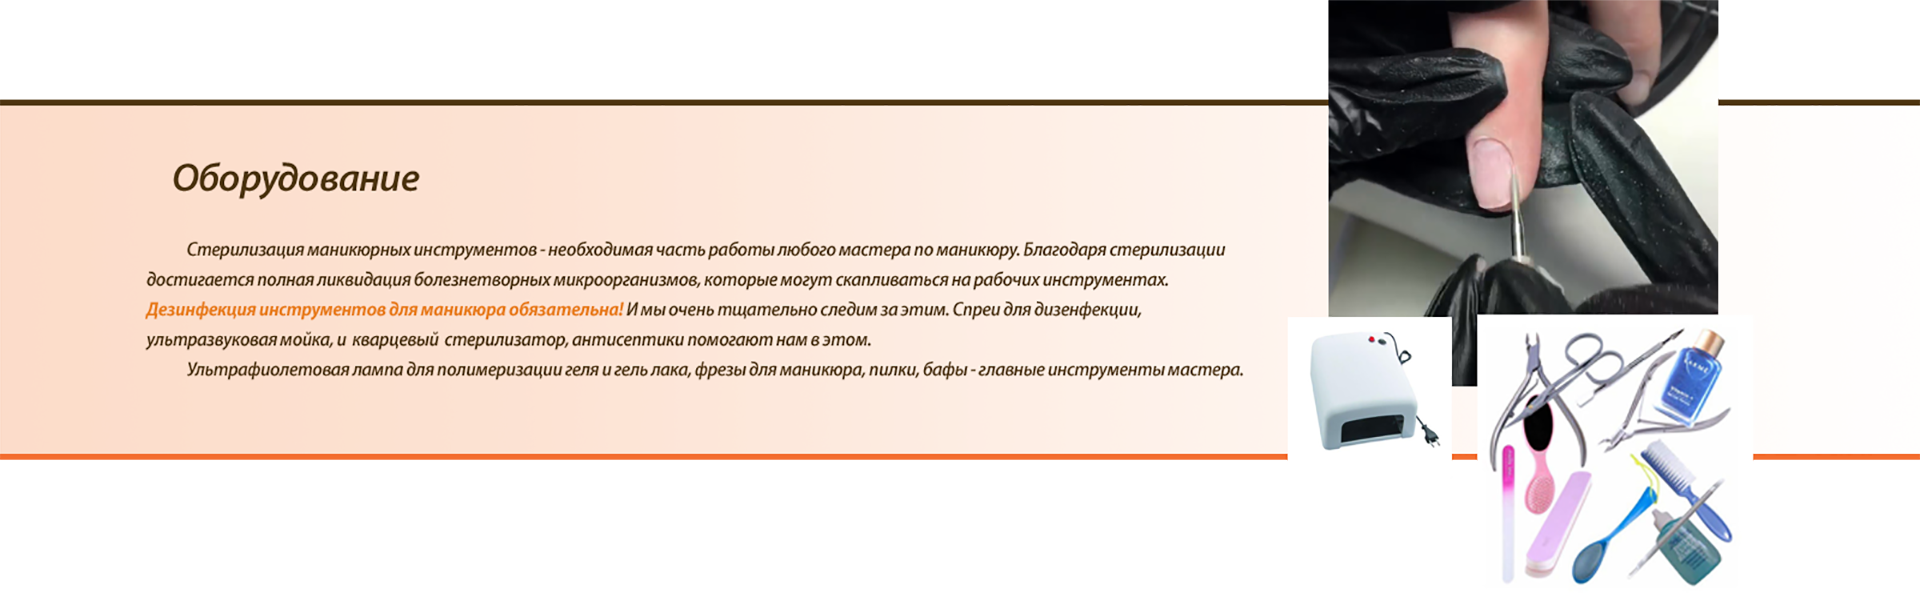 Оборудование
Стерилизация маникюрных инструментов - необходимая часть работы любого мастера по маникюру. Благодаря стерилизации
достигается полная ликвидация болезнетворных микроорганизмов, которые могут скапливаться на рабочих инструментах.
Дезинфекция инструментов для маникюра обязательна! И мы очень тщательно следим за этим. Спреи для дизенфекции,
ультразвуковая мойка, и кварцевый стерилизатор, антисептики помогают нам в этом.
Ультрафиолетовая лампа для полимеризации геля и гель лака, фрезы для маникюра, пилки, бафы - главные инструменты мастера.